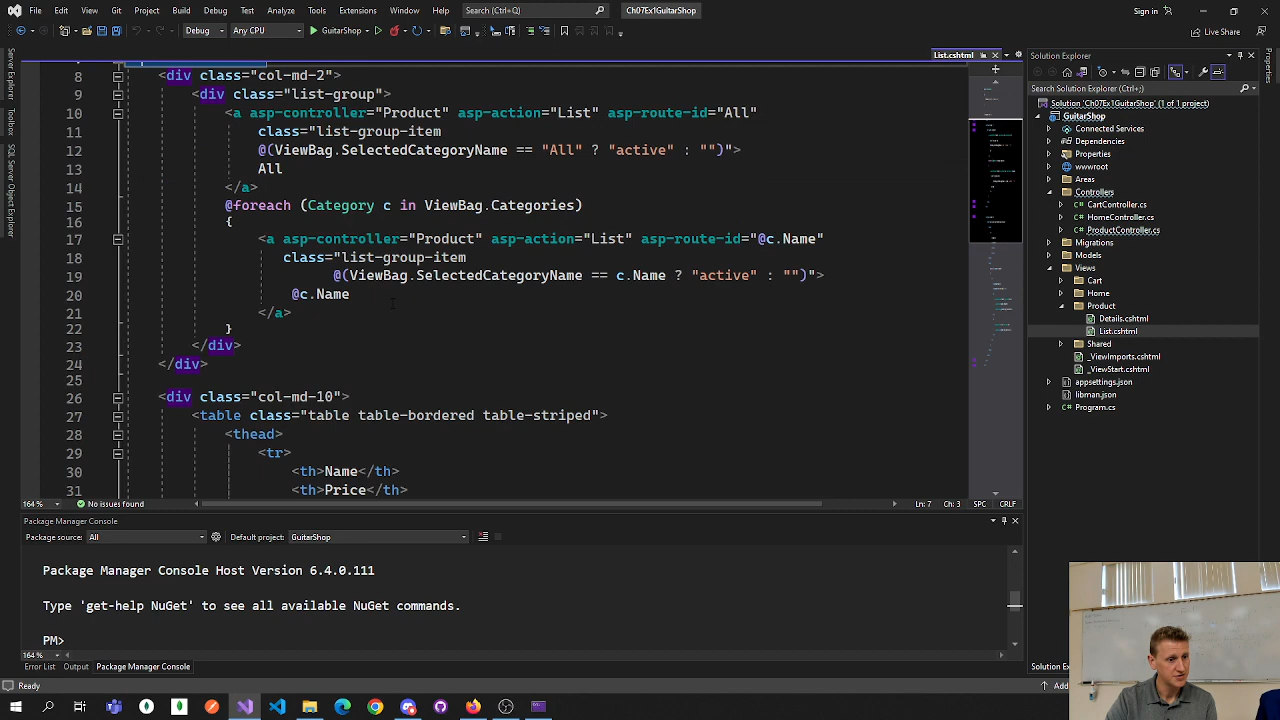 File Edit View Git Project Build Debug Test Analyze Tools Extensions Window Help Search (Ctrl+Q) Ch07Ex1GuitarShop Sign in
Debug Any CPU GuitarShop Live Share
Server Explorer
Toolbox
SQL Server Object Explorer
List.cshtml
8 <div class="col-md-2">
9 <div class="list-group">
10 <a asp-controller="Product" asp-action="List" asp-route-id="All"
11 class="list-group-item
12 @(ViewBag.SelectedCategoryName == "All" ? "active" : "")">
13 All
14 </a>
15 @foreach (Category c in ViewBag.Categories)
16 {
17 <a asp-controller="Product" asp-action="List" asp-route-id="@c.Name"
18 class="list-group-item
19 @(ViewBag.SelectedCategoryName == c.Name ? "active" : "")">
20 @c.Name
21 </a>
22 }
23 </div>
24 </div>
25
26 <div class="col-md-10">
27 <table class="table table-bordered table-striped">
28 <thead>
29 <tr>
30 <th>Name</th>
31 <th>Price</th>
164 % No issues found Ln: 7 Ch: 3 SPC CRLF
Package Manager Console
Package source: All Default project: GuitarShop
Package Manager Console Host Version 6.4.0.111
Type 'get-help NuGet' to see all available NuGet commands.
PM>
164 %
Error List Output Package Manager Console
Ready
Solution Explorer
Search Solution Explorer (Ctrl+;)
Solution 'Ch07Ex1GuitarShop' (1 of 1 project)
GuitarShop
Connected Services
Dependencies
Properties
wwwroot
Areas
Controllers
CartController.cs
HomeController.cs
ProductController.cs
Migrations
Models
Views
Cart
Home
Product
Details.cshtml
List.cshtml
Shared
_ViewImports.cshtml
_ViewStart.cshtml
appsettings.json
libman.json
Program.cs
Properties